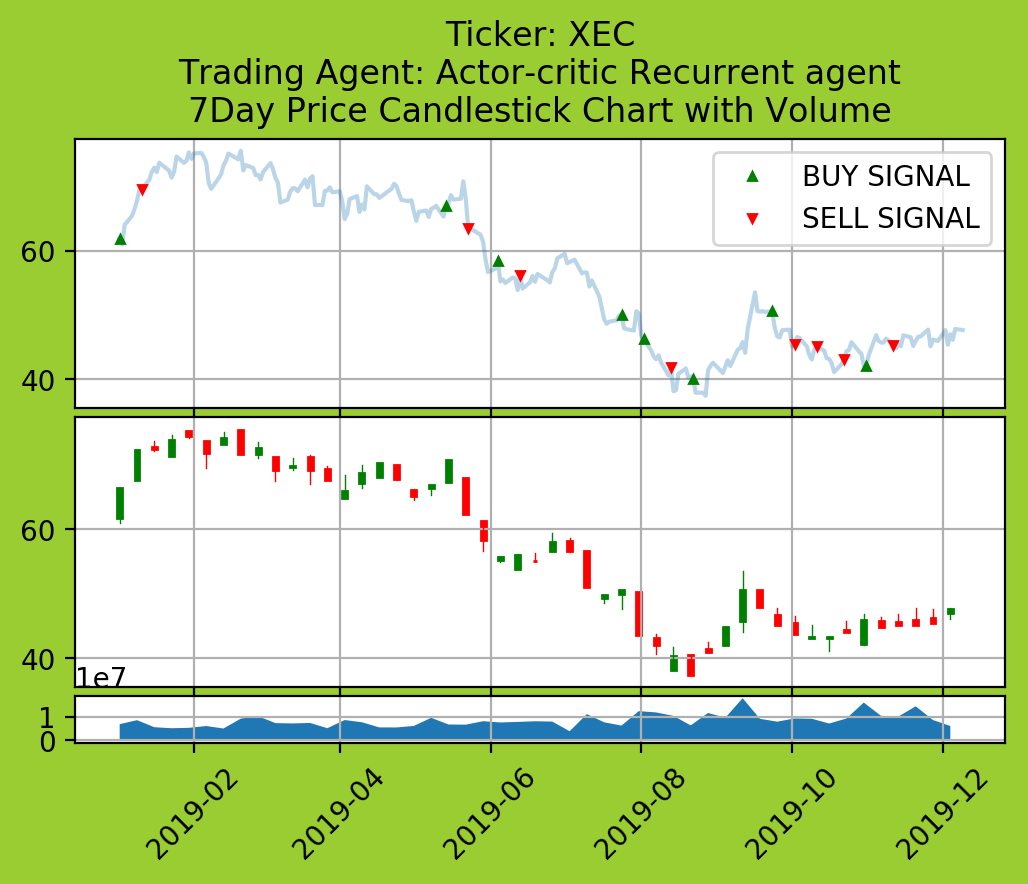 Ticker: XEC
Trading Agent: Actor-critic Recurrent agent
7Day Price Candlestick Chart with Volume
BUY SIGNAL
SELL SIGNAL
60
40
60
40
1e7
1
0
2019-02
2019-04
2019-06
2019-08
2019-10
2019-12